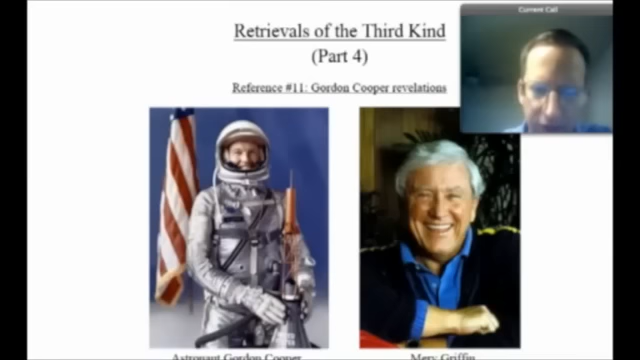 Current Call
Retrievals of the Third Kind
(Part 4)
Reference #11: Gordon Cooper revelations
Astronaut Gordon Cooper
Merv Griffin